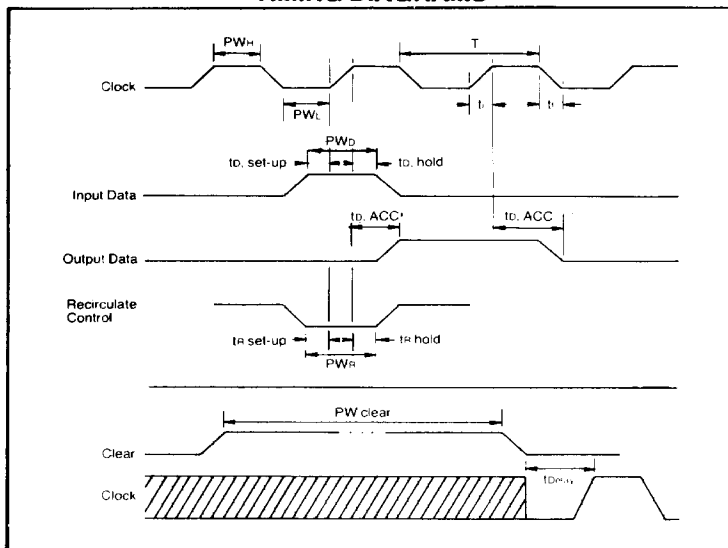 PWH
T
Clock
PWL
tr
tf
PWD
tD, set-up
tD, hold
Input Data
tD, ACC'
tD, ACC
Output Data
Recirculate
Control
tR set-up
tR hold
PWR
PW clear
Clear
Clock